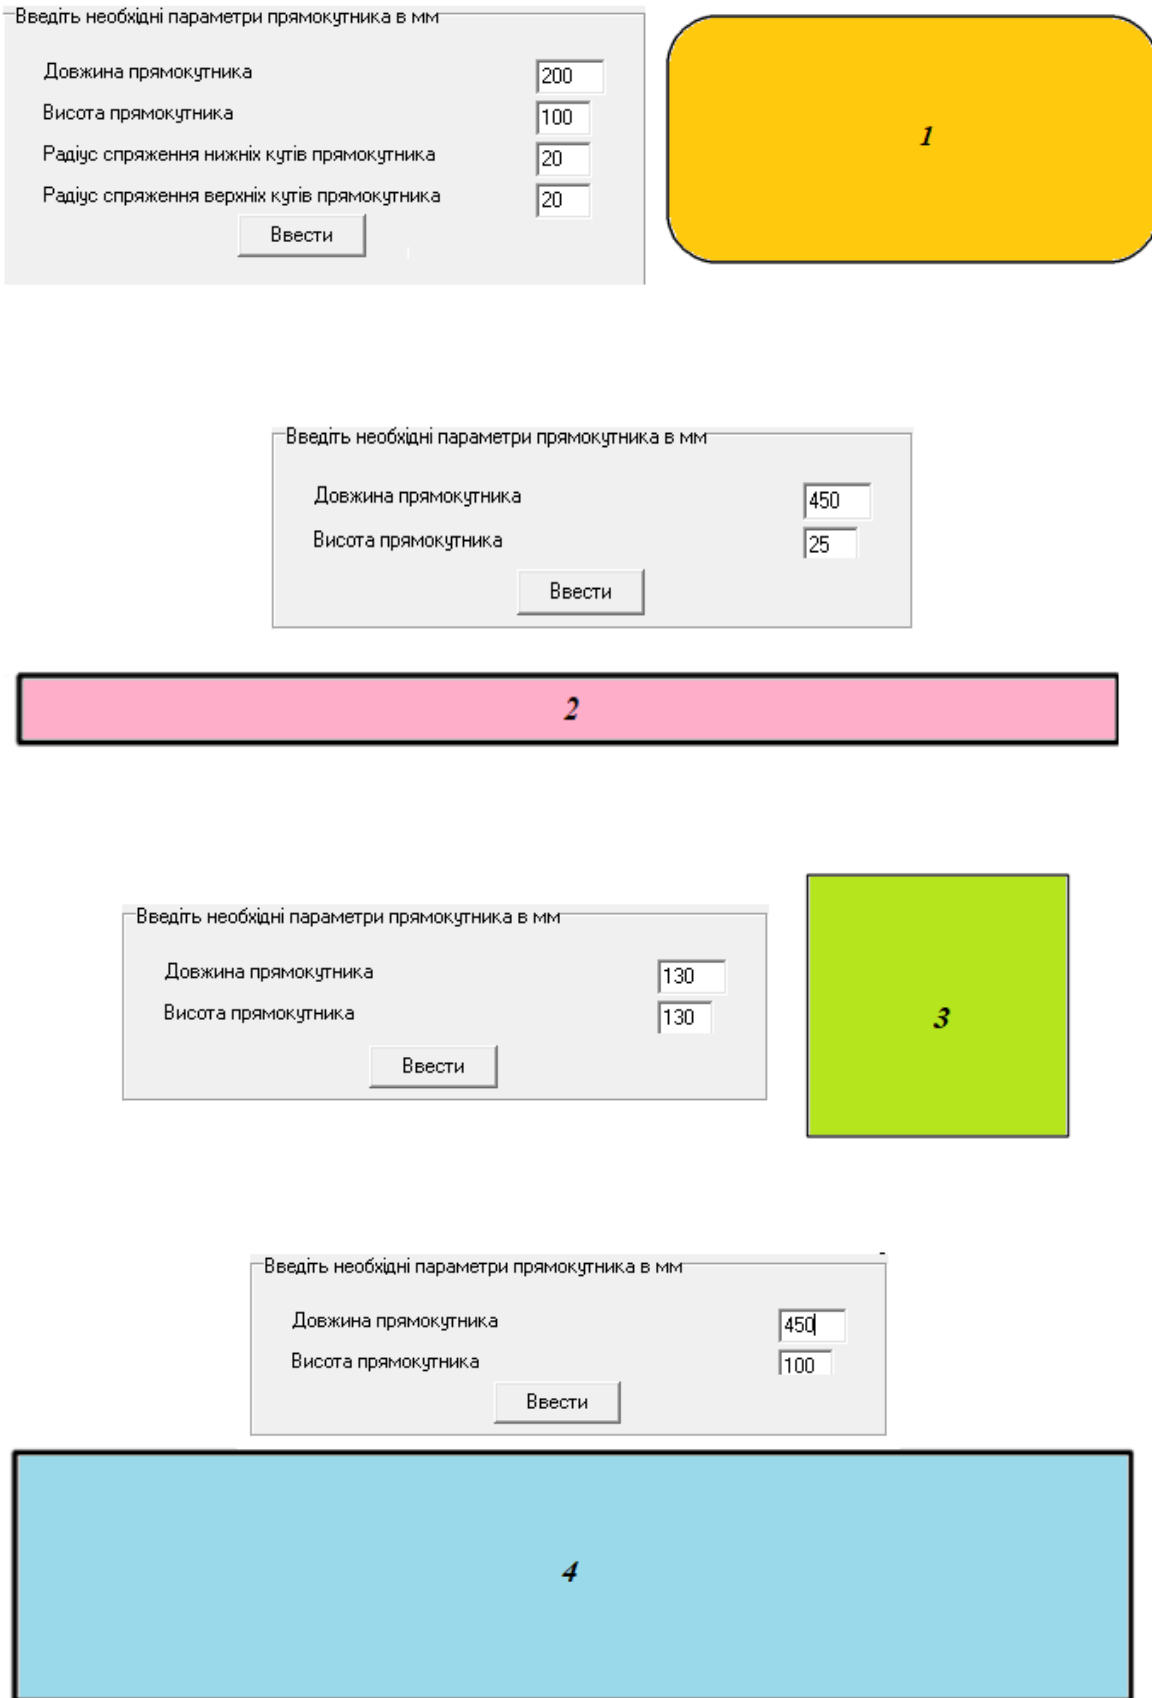 Введіть необхідні параметри прямокутника в мм
Довжина прямокутника 200
Висота прямокутника 100
Радіус спряження нижніх кутів прямокутника 20
Радіус спряження верхніх кутів прямокутника 20
Ввести
1
Введіть необхідні параметри прямокутника в мм
Довжина прямокутника 450
Висота прямокутника 25
Ввести
2
Введіть необхідні параметри прямокутника в мм
Довжина прямокутника 130
Висота прямокутника 130
Ввести
3
Введіть необхідні параметри прямокутника в мм
Довжина прямокутника 450
Висота прямокутника 100
Ввести
4